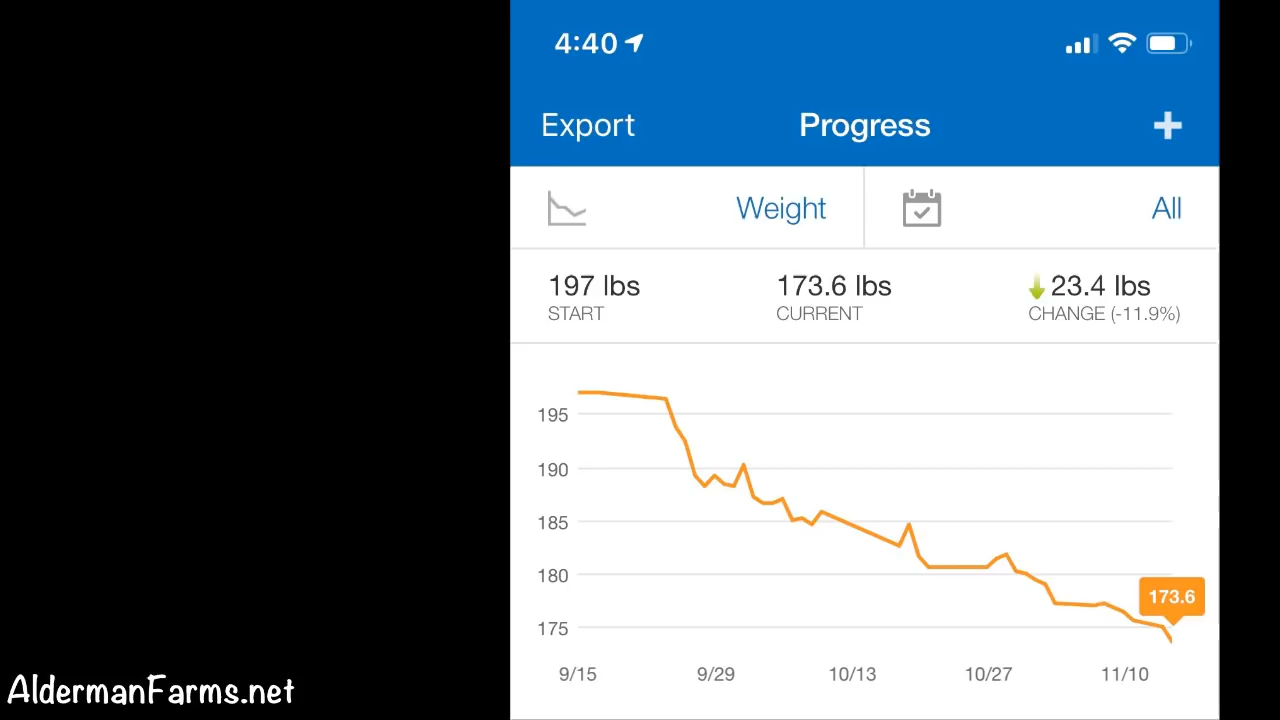 4:40
Export Progress +
Weight All
197 lbs 173.6 lbs 23.4 lbs
START CURRENT CHANGE (-11.9%)
195
190
185
180
173.6
175
9/15 9/29 10/13 10/27 11/10
AldermanFarms.net